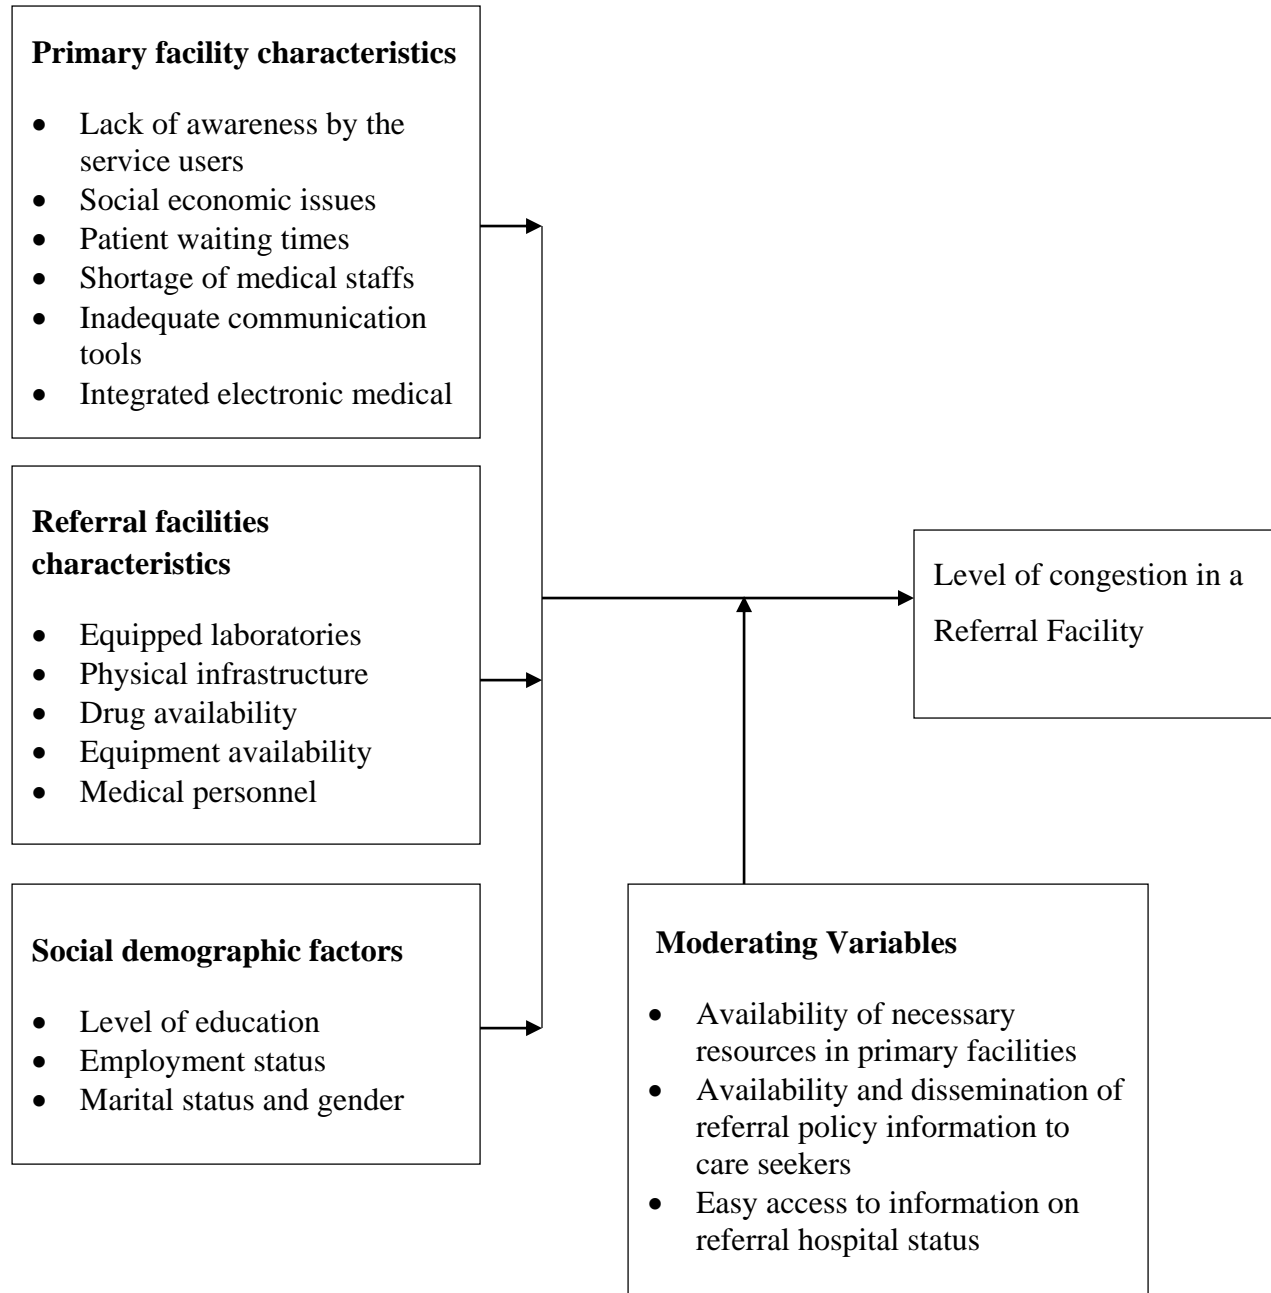 Primary facility characteristics
• Lack of awareness by the
service users
• Social economic issues
• Patient waiting times
• Shortage of medical staffs
• Inadequate communication
tools
• Integrated electronic medical
Referral facilities
characteristics
• Equipped laboratories
• Physical infrastructure
• Drug availability
• Equipment availability
• Medical personnel
Social demographic factors
• Level of education
• Employment status
• Marital status and gender
Level of congestion in a
Referral Facility
Moderating Variables
• Availability of necessary
resources in primary facilities
• Availability and dissemination of
referral policy information to
care seekers
• Easy access to information on
referral hospital status